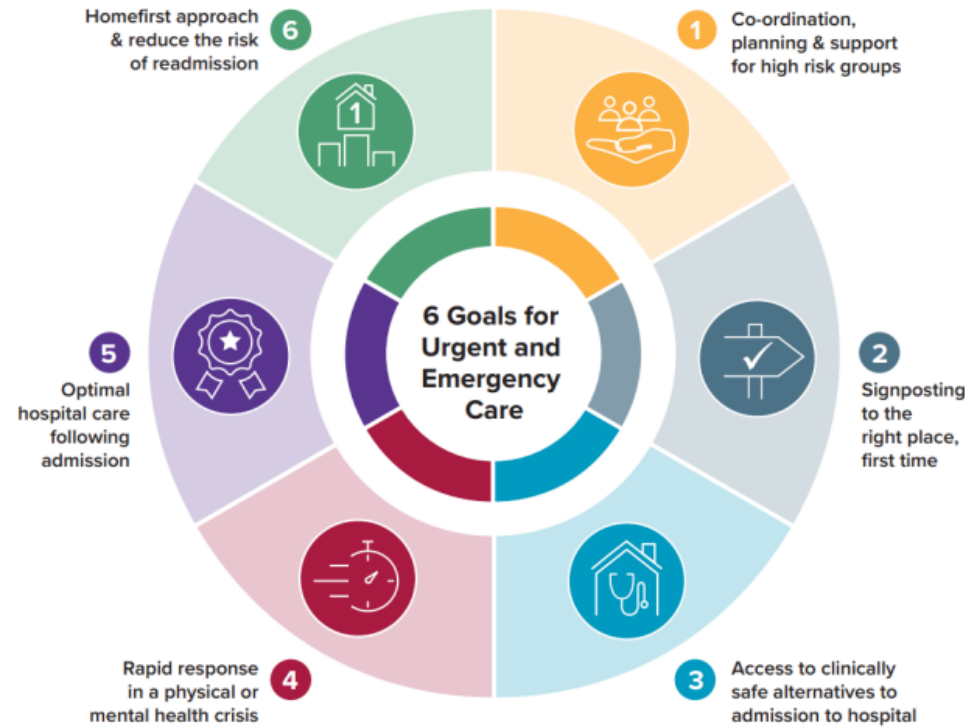 6 Goals for
Urgent and
Emergency
Care
1
Co-ordination,
planning & support
for high risk groups
2
Signposting
to the
right place,
first time
3
Access to clinically
safe alternatives to
admission to hospital
4
Rapid response
in a physical or
mental health crisis
5
Optimal
hospital care
following
admission
6
Homefirst approach
& reduce the risk
of readmission
1